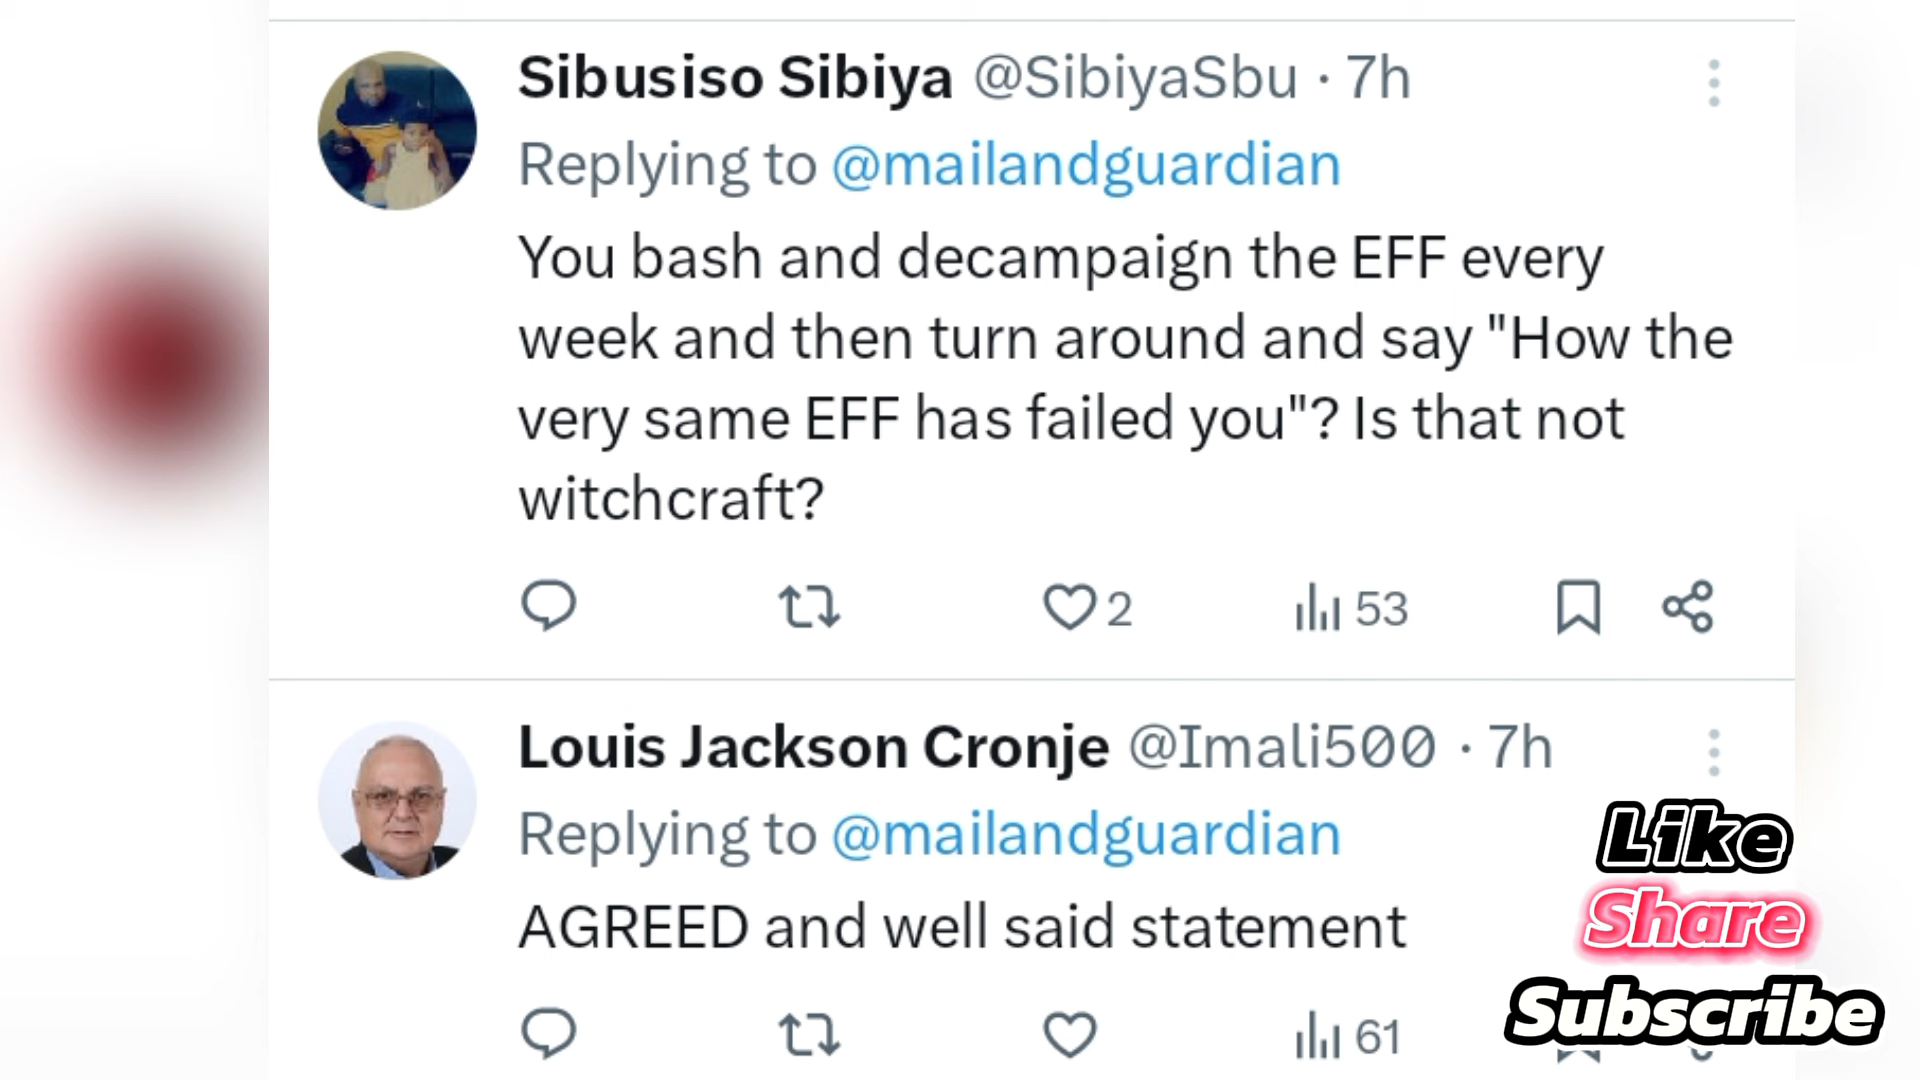 Sibusiso Sibiya @SibiyaSbu · 7h
Replying to @mailandguardian
You bash and decampaign the EFF every
week and then turn around and say "How the
very same EFF has failed you"? Is that not
witchcraft?
2 53
Louis Jackson Cronje @Imali500 · 7h
Replying to @mailandguardian
AGREED and well said statement
61
Like
Share
Subscribe